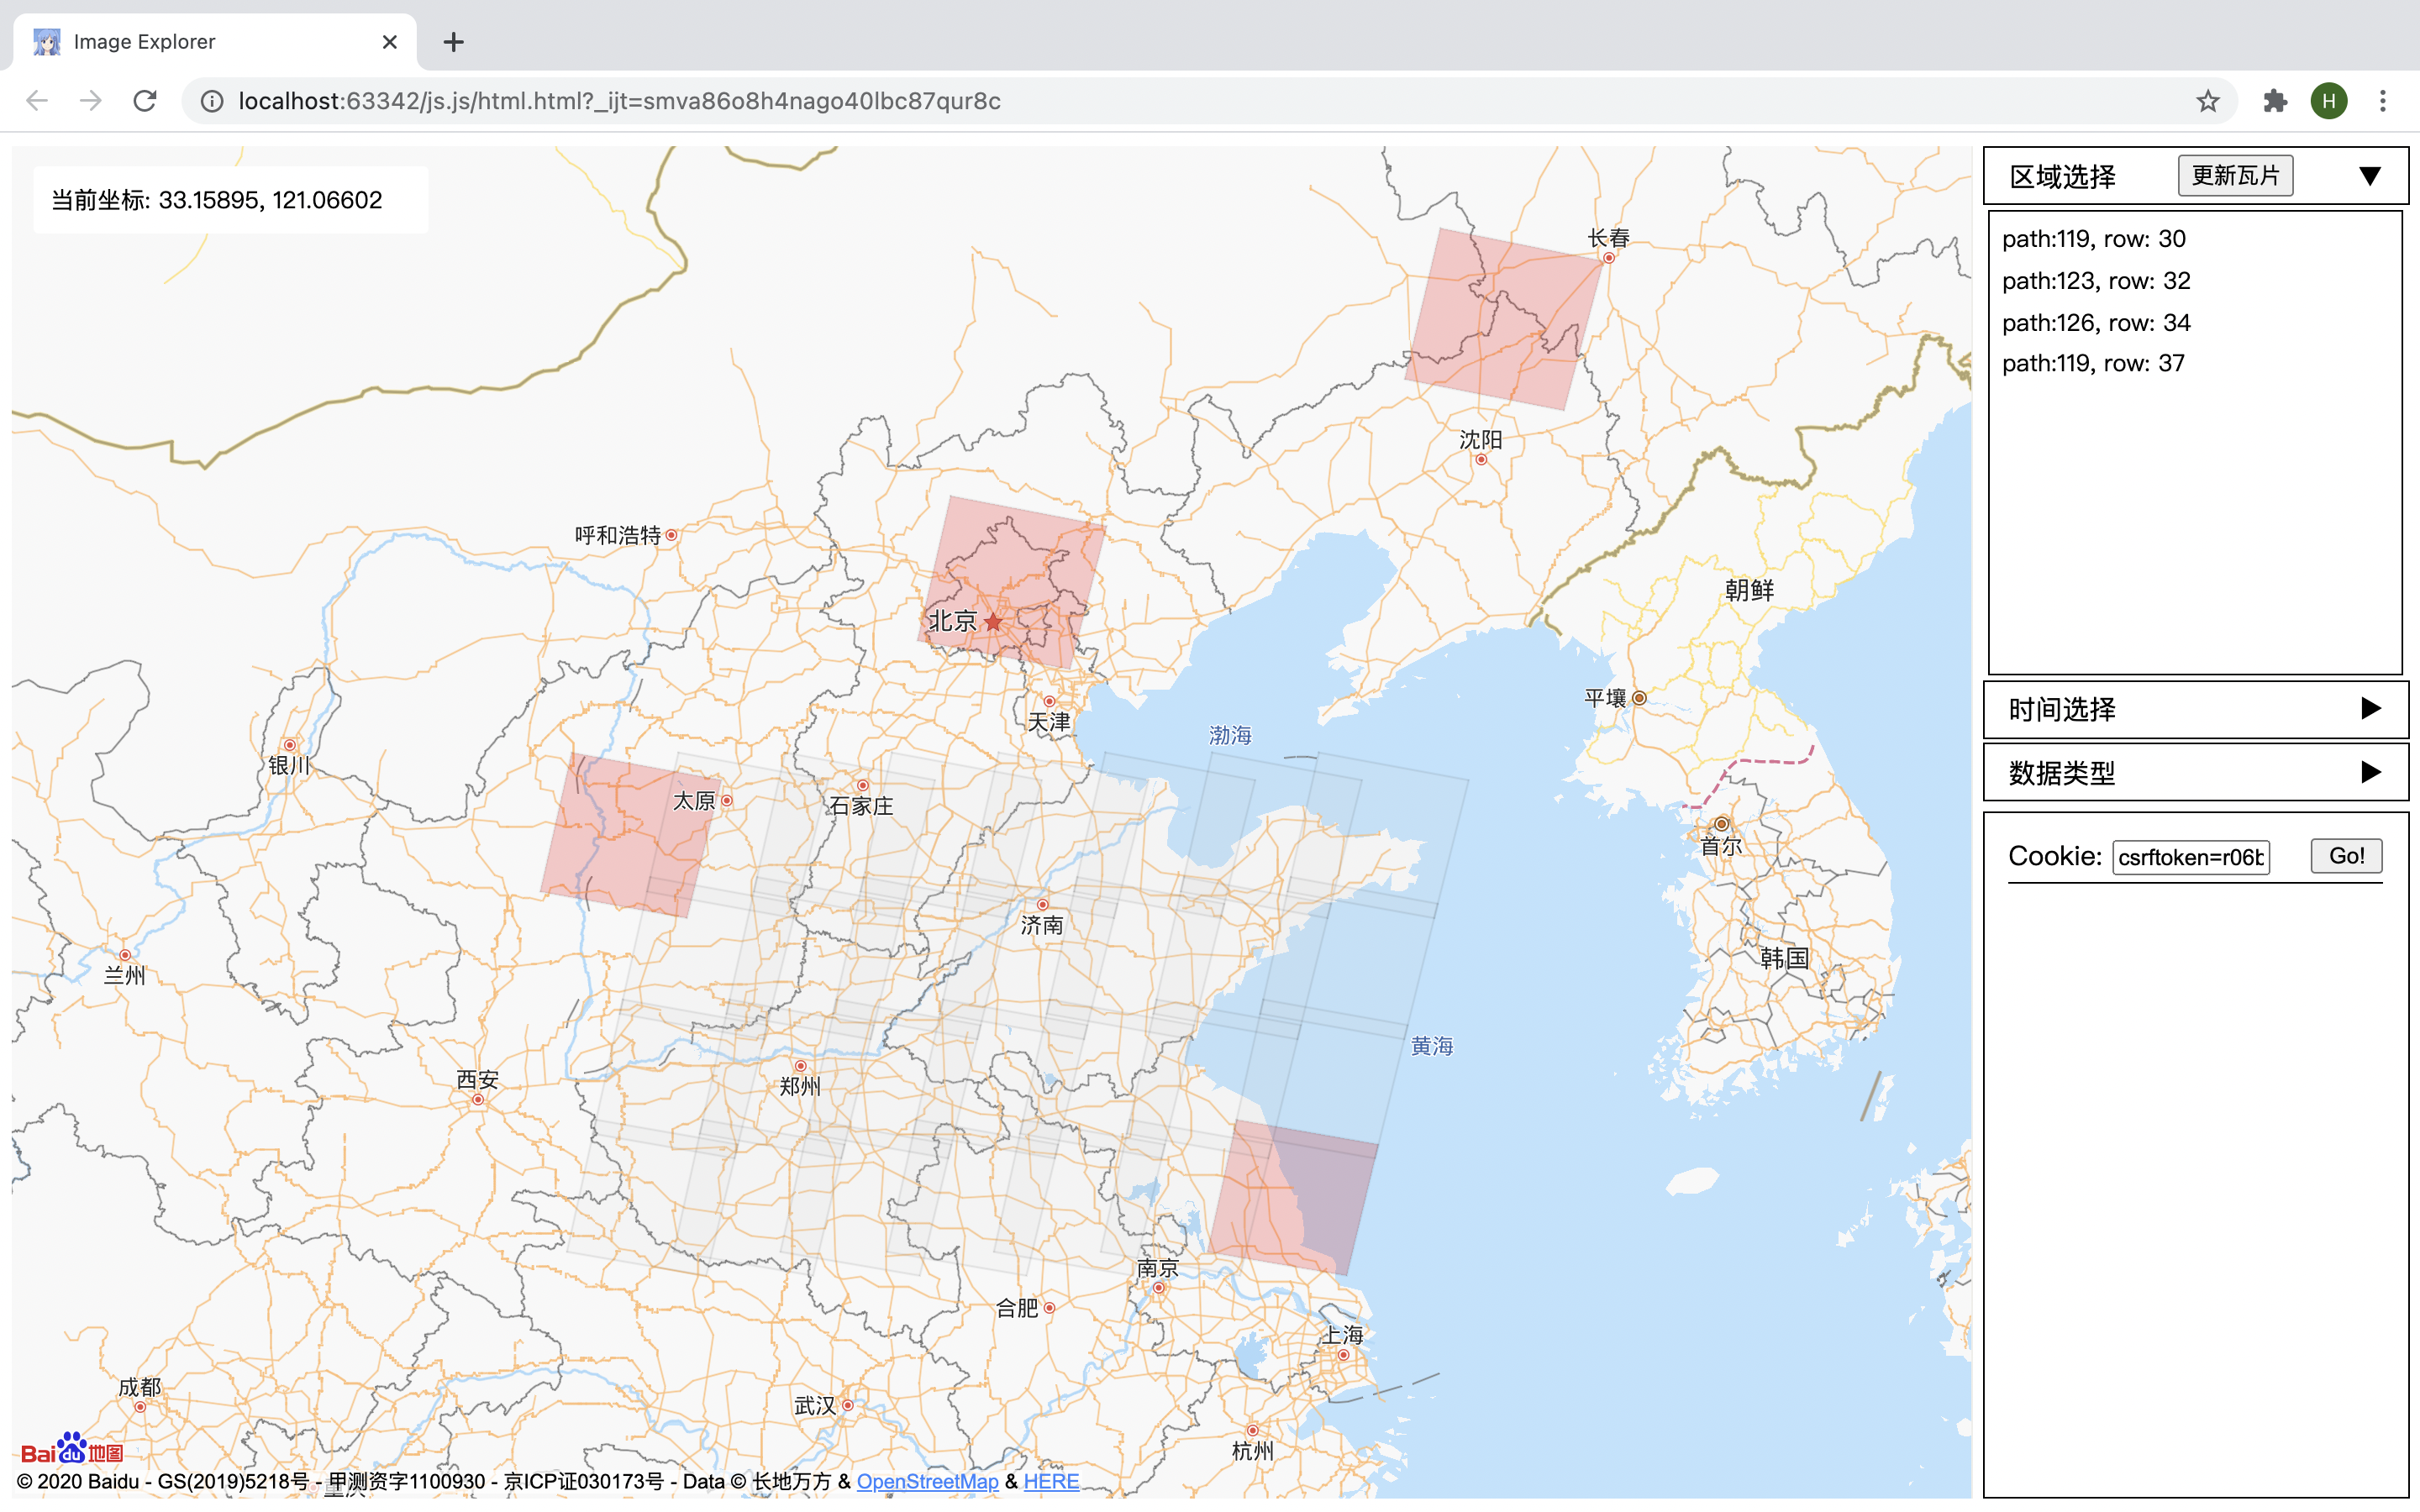 Image Explorer
localhost:63342/js.js/html.html?_ijt=smva86o8h4nago40lbc87qur8c
H
当前坐标: 33.15895, 121.06602
区域选择 更新瓦片
path:119, row: 30
path:123, row: 32
path:126, row: 34
path:119, row: 37
时间选择
数据类型
Cookie: csrftoken=r06b Go!
长春
沈阳
呼和浩特
朝鲜
北京
平壤
天津
渤海
银川
太原
石家庄
首尔
济南
兰州
韩国
黄海
西安
郑州
南京
合肥
上海
成都
武汉
杭州
Bai du 地图
© 2020 Baidu - GS(2019)5218号 - 甲测资字1100930 - 京ICP证030173号 - Data © 长地万方 & OpenStreetMap & HERE